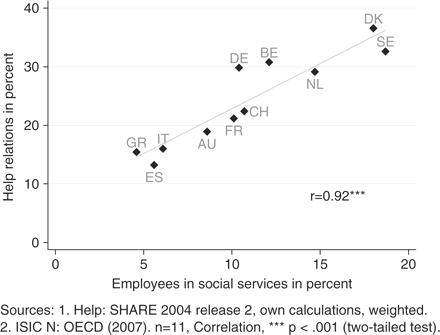 40
30
20
10
0
Help relations in percent
DK
SE
BE
DE
NL
CH
FR
AU
IT
GR
ES
r=0.92***
0 5 10 15 20
Employees in social services in percent
Sources: 1. Help: SHARE 2004 release 2, own calculations, weighted.
2. ISIC N: OECD (2007). n=11, Correlation, *** p < .001 (two-tailed test).